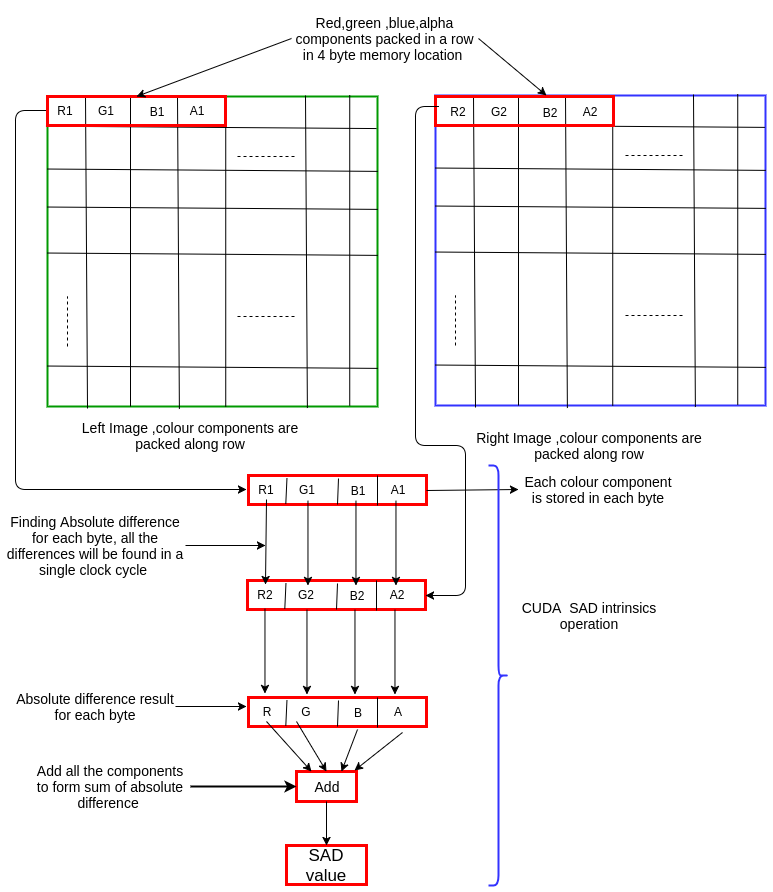 Red,green ,blue,alpha
components packed in a row
in 4 byte memory location
R1 G1 B1 A1
R2 G2 B2 A2
Left Image ,colour components are
packed along row
Right Image ,colour components are
packed along row
R1 G1 B1 A1
Each colour component
is stored in each byte
Finding Absolute difference
for each byte, all the
differences will be found in a
single clock cycle
R2 G2 B2 A2
CUDA  SAD intrinsics
operation
Absolute difference result
for each byte
R G B A
Add all the components
to form sum of absolute
difference
Add
SAD
value